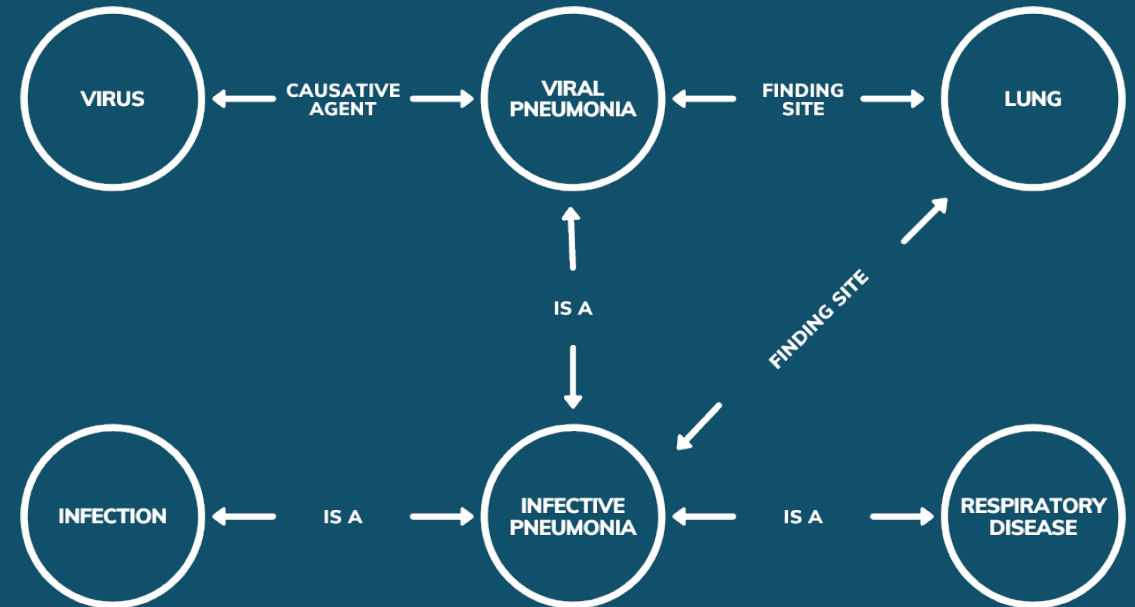 VIRUS
CAUSATIVE
AGENT
VIRAL
PNEUMONIA
FINDING
SITE
LUNG
IS A
FINDING SITE
INFECTION
IS A
INFECTIVE
PNEUMONIA
IS A
RESPIRATORY
DISEASE